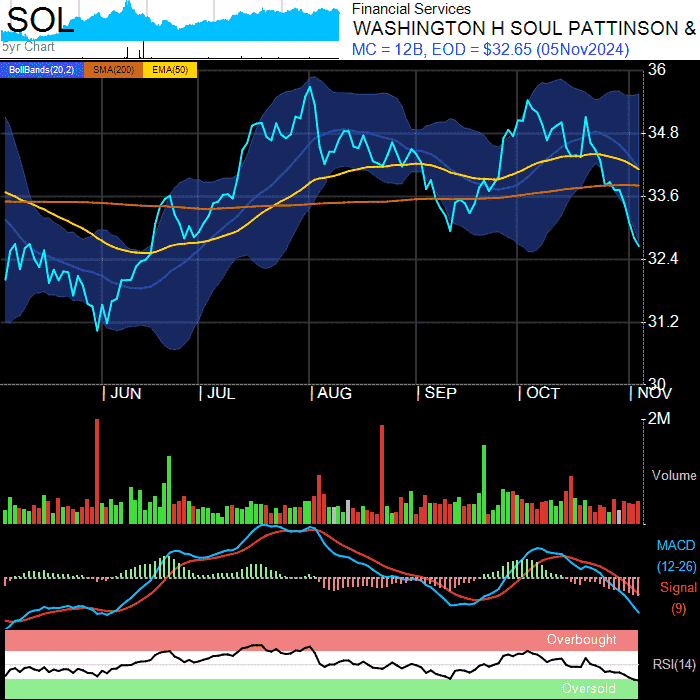 SOL
5yr Chart
Financial Services
WASHINGTON H SOUL PATTINSON &
MC = 12B, EOD = $32.65 (05Nov2024)
BollBands(20,2) SMA(200) EMA(50)
36
34.8
33.6
32.4
31.2
30
| JUN | JUL | AUG | SEP | OCT | NOV
2M
Volume
MACD
(12-26)
Signal
(9)
Overbought
RSI(14)
Oversold